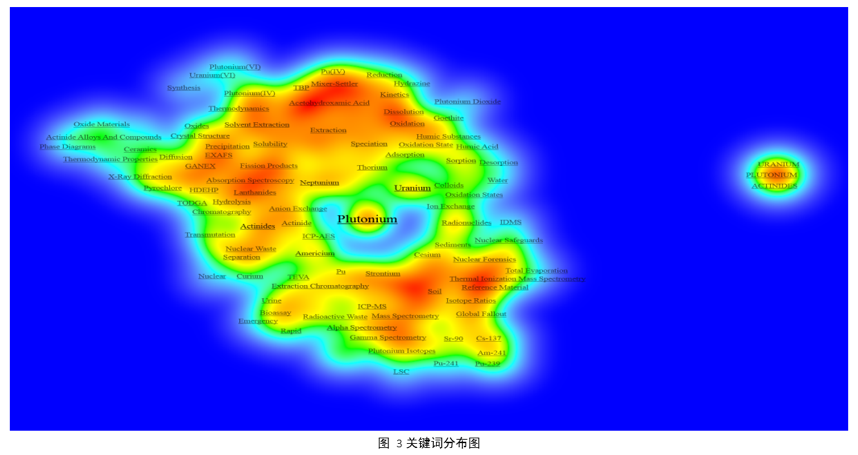 Plutonium(VI)
Uranium(VI)
Pu(IV)
Reduction
Synthesis
Plutonium(IV)
TBP
Mixer-Settler
Hydroxine
Kinetics
Thermodynamics
Acetohydroxamic Acid
Plutonium Dioxide
Dissolution
Goethite
Oxide Materials
Oxides
Solvent Extraction
Oxidation
Extraction
Actinide Alloys And Compounds
Crystal Structure
Humic Substances
Phase Diagrams
Ceramics
Precipitation
Solubility
Speciation
Oxidation State
Humic Acid
Thermodynamic Properties
Diffusion
EXAFS
Adsorption
Sorption
Desorption
URANIUM
GANEX
Fission Products
Thorium
X-Ray Diffraction
Absorption Spectroscopy
Neptunium
Water
PLUTONIUM
Pyrochlore
HDEHP
Lanthanides
Uranium
Colloids
ACTINIDES
Oxidation States
TODGA
Hydrolysis
Anion Exchange
Ion Exchange
Chromatography
Plutonium
Actinides
Actinide
Radionuclides
IDMS
Transmutation
ICP-AES
Nuclear Safeguards
Nuclear Waste
Sediments
Separation
Americium
Cesium
Nuclear Forensics
Nuclear
Curium
TEVA
Pu
Strontium
Total Evaporation
Thermal Ionization Mass Spectrometry
Extraction Chromatography
Soil
Reference Material
Urine
ICP-MS
Isotope Ratios
Bioassay
Radioactive Waste
Mass Spectrometry
Global Fallout
Emergency
Rapid
Alpha Spectrometry
Gamma Spectrometry
Sr-90
Cs-137
Plutonium Isotopes
Am-241
Pu-241
Pu-239
LSC
图 3 关键词分布图